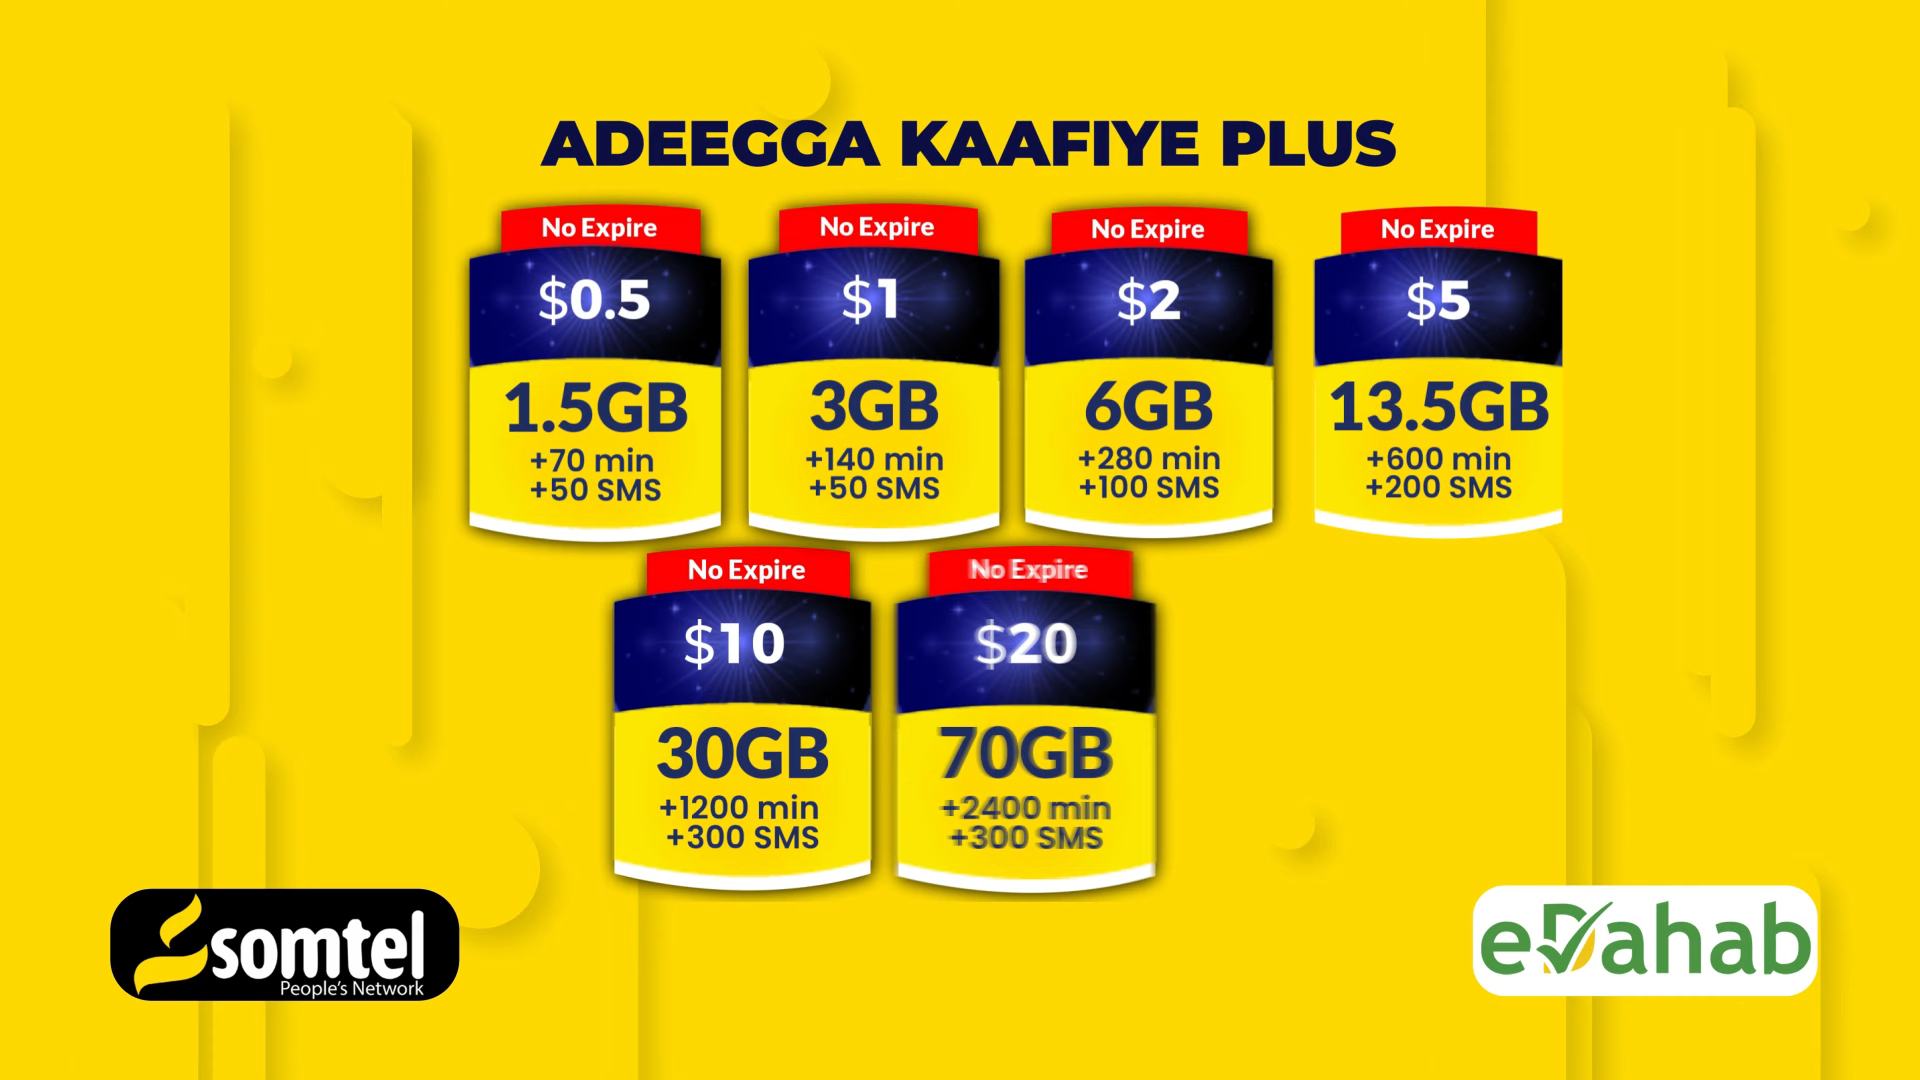 ADEEGGA KAAFIYE PLUS
No Expire
$0.5
1.5GB
+70 min
+50 SMS
No Expire
$1
3GB
+140 min
+50 SMS
No Expire
$2
6GB
+280 min
+100 SMS
No Expire
$5
13.5GB
+600 min
+200 SMS
No Expire
$10
30GB
+1200 min
+300 SMS
No Expire
$20
70GB
+2400 min
+300 SMS
somtel
People's Network
eDahab